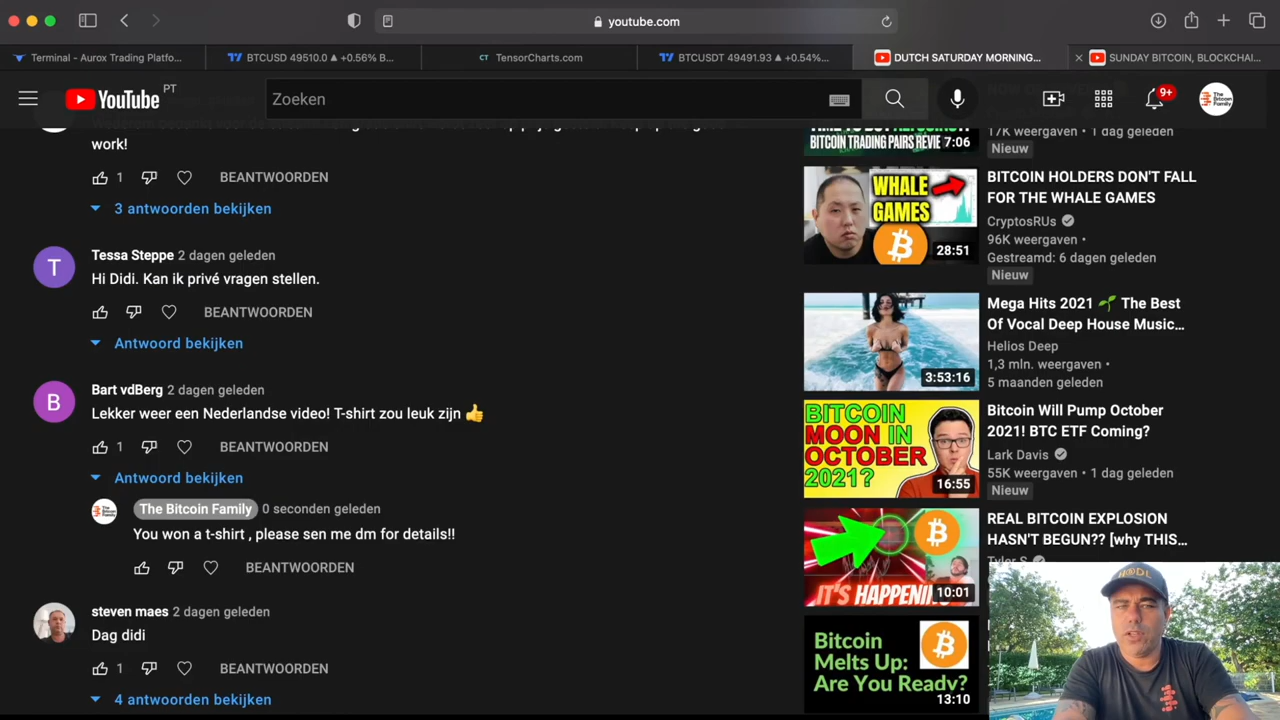 youtube.com
Terminal - Aurox Trading Platfo...
BTCUSD 49510.0 ▲ +0.56% B...
TensorCharts.com
BTCUSDT 49491.93 ▲ +0.54%...
DUTCH SATURDAY MORNING...
SUNDAY BITCOIN, BLOCKCHAI...
YouTube PT
Zoeken
9+
The Bitcoin Family
work!
1 BEANTWOORDEN
3 antwoorden bekijken
T
Tessa Steppe 2 dagen geleden
Hi Didi. Kan ik privé vragen stellen.
BEANTWOORDEN
Antwoord bekijken
B
Bart vdBerg 2 dagen geleden
Lekker weer een Nederlandse video! T-shirt zou leuk zijn 👍
1 BEANTWOORDEN
Antwoord bekijken
The Bitcoin Family 0 seconden geleden
You won a t-shirt , please sen me dm for details!!
BEANTWOORDEN
steven maes 2 dagen geleden
Dag didi
1 BEANTWOORDEN
4 antwoorden bekijken
BITCOIN TRADING PAIRS REVIE
7:06
17K weergaven • 1 dag geleden
Nieuw
WHALE
GAMES
28:51
BITCOIN HOLDERS DON'T FALL
FOR THE WHALE GAMES
CryptosRUs
96K weergaven •
Gestreamd: 6 dagen geleden
Nieuw
3:53:16
Mega Hits 2021 🌱 The Best
Of Vocal Deep House Music...
Helios Deep
1,3 mln. weergaven •
5 maanden geleden
BITCOIN
MOON IN
OCTOBER
2021?
16:55
Bitcoin Will Pump October
2021! BTC ETF Coming?
Lark Davis
55K weergaven • 1 dag geleden
Nieuw
IT'S HAPPENING
10:01
REAL BITCOIN EXPLOSION
HASN'T BEGUN?? [why THIS...
Tyler S
Bitcoin
Melts Up:
Are You Ready?
13:10
HODL